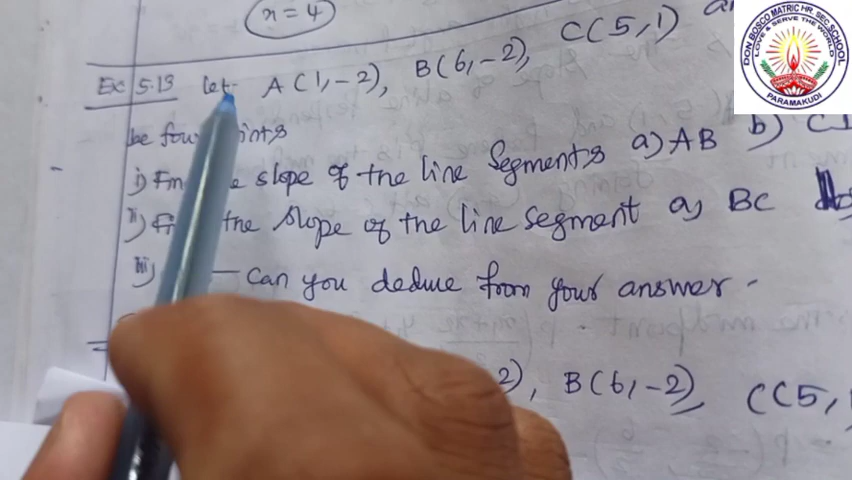 x = 4
Ex 5.13 Let A (1, -2), B(6, -2), C(5, 1)
be four
i) slope of the line Segments a) AB b)
ii) the slope of the line Segment a) BC
iii) Can you deduce from your answer.
B(6, -2), C(5,
DON BOSCO MATRIC HR. SEC SCHOOL
LOVE & SERVE THE WORLD
PARAMAKUDI